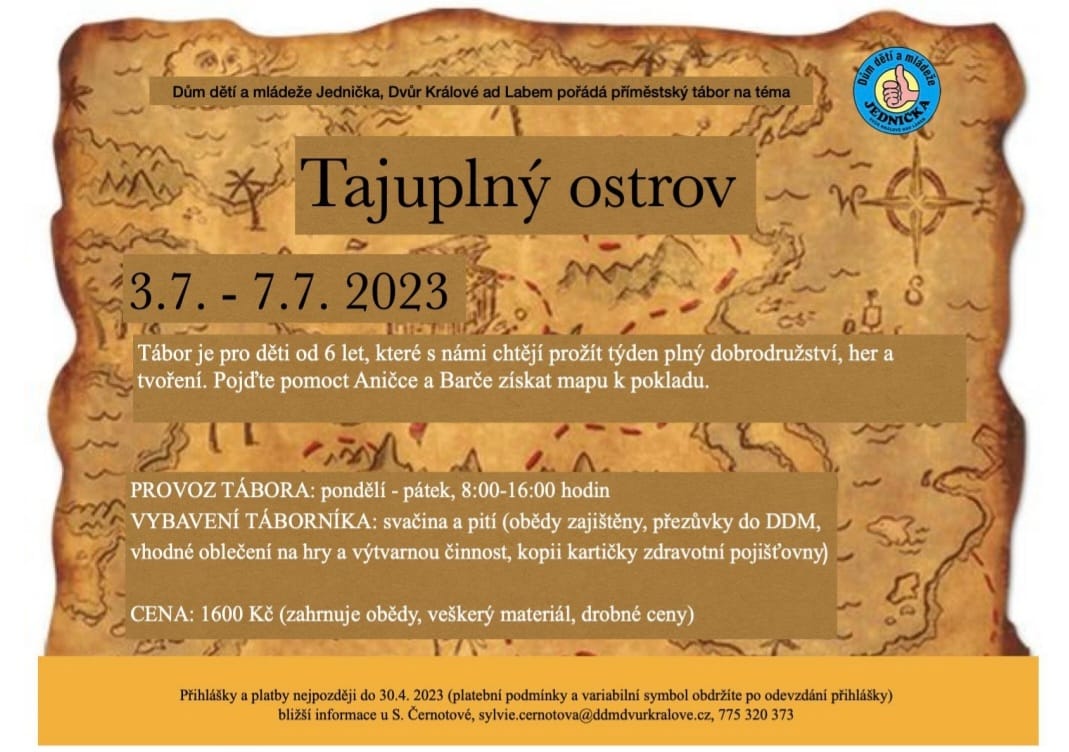 Dům dětí a mládeže Jednička, Dvůr Králové ad Labem pořádá příměstský tábor na téma
Dům dětí a mládeže
JEDNIČKA
DVŮR KRÁLOVÉ NAD LABEM
Tajuplný ostrov
W
S
3.7. - 7.7. 2023
Tábor je pro děti od 6 let, které s námi chtějí prožít týden plný dobrodružství, her a
tvoření. Pojďte pomoct Aničce a Barče získat mapu k pokladu.
PROVOZ TÁBORA: pondělí - pátek, 8:00-16:00 hodin
VYBAVENÍ TÁBORNÍKA: svačina a pití (obědy zajištěny, přezůvky do DDM,
vhodné oblečení na hry a výtvarnou činnost, kopii kartičky zdravotní pojišťovny)
CENA: 1600 Kč (zahrnuje obědy, veškerý materiál, drobné ceny)
Přihlášky a platby nejpozději do 30.4. 2023 (platební podmínky a variabilní symbol obdržíte po odevzdání přihlášky)
bližší informace u S. Černotové, sylvie.cernotova@ddmdvurkralove.cz, 775 320 373